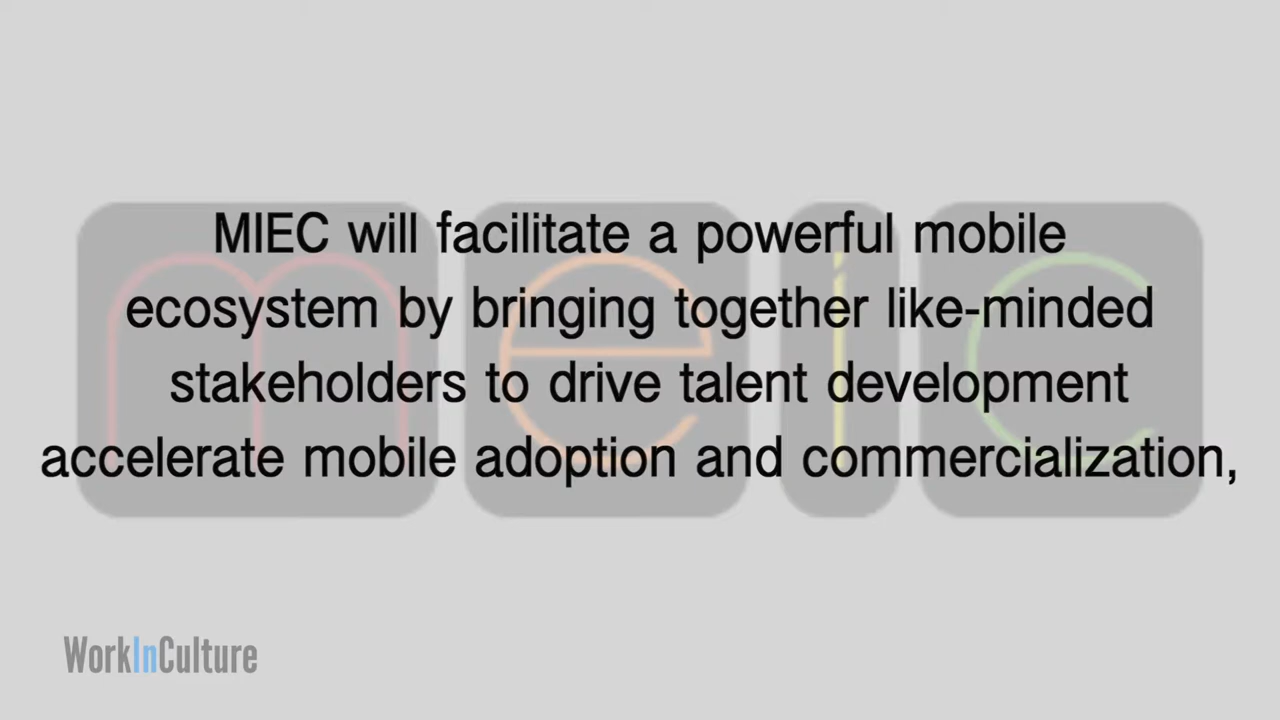 MIEC will facilitate a powerful mobile
ecosystem by bringing together like-minded
stakeholders to drive talent development
accelerate mobile adoption and commercialization,
meic
WorkInCulture